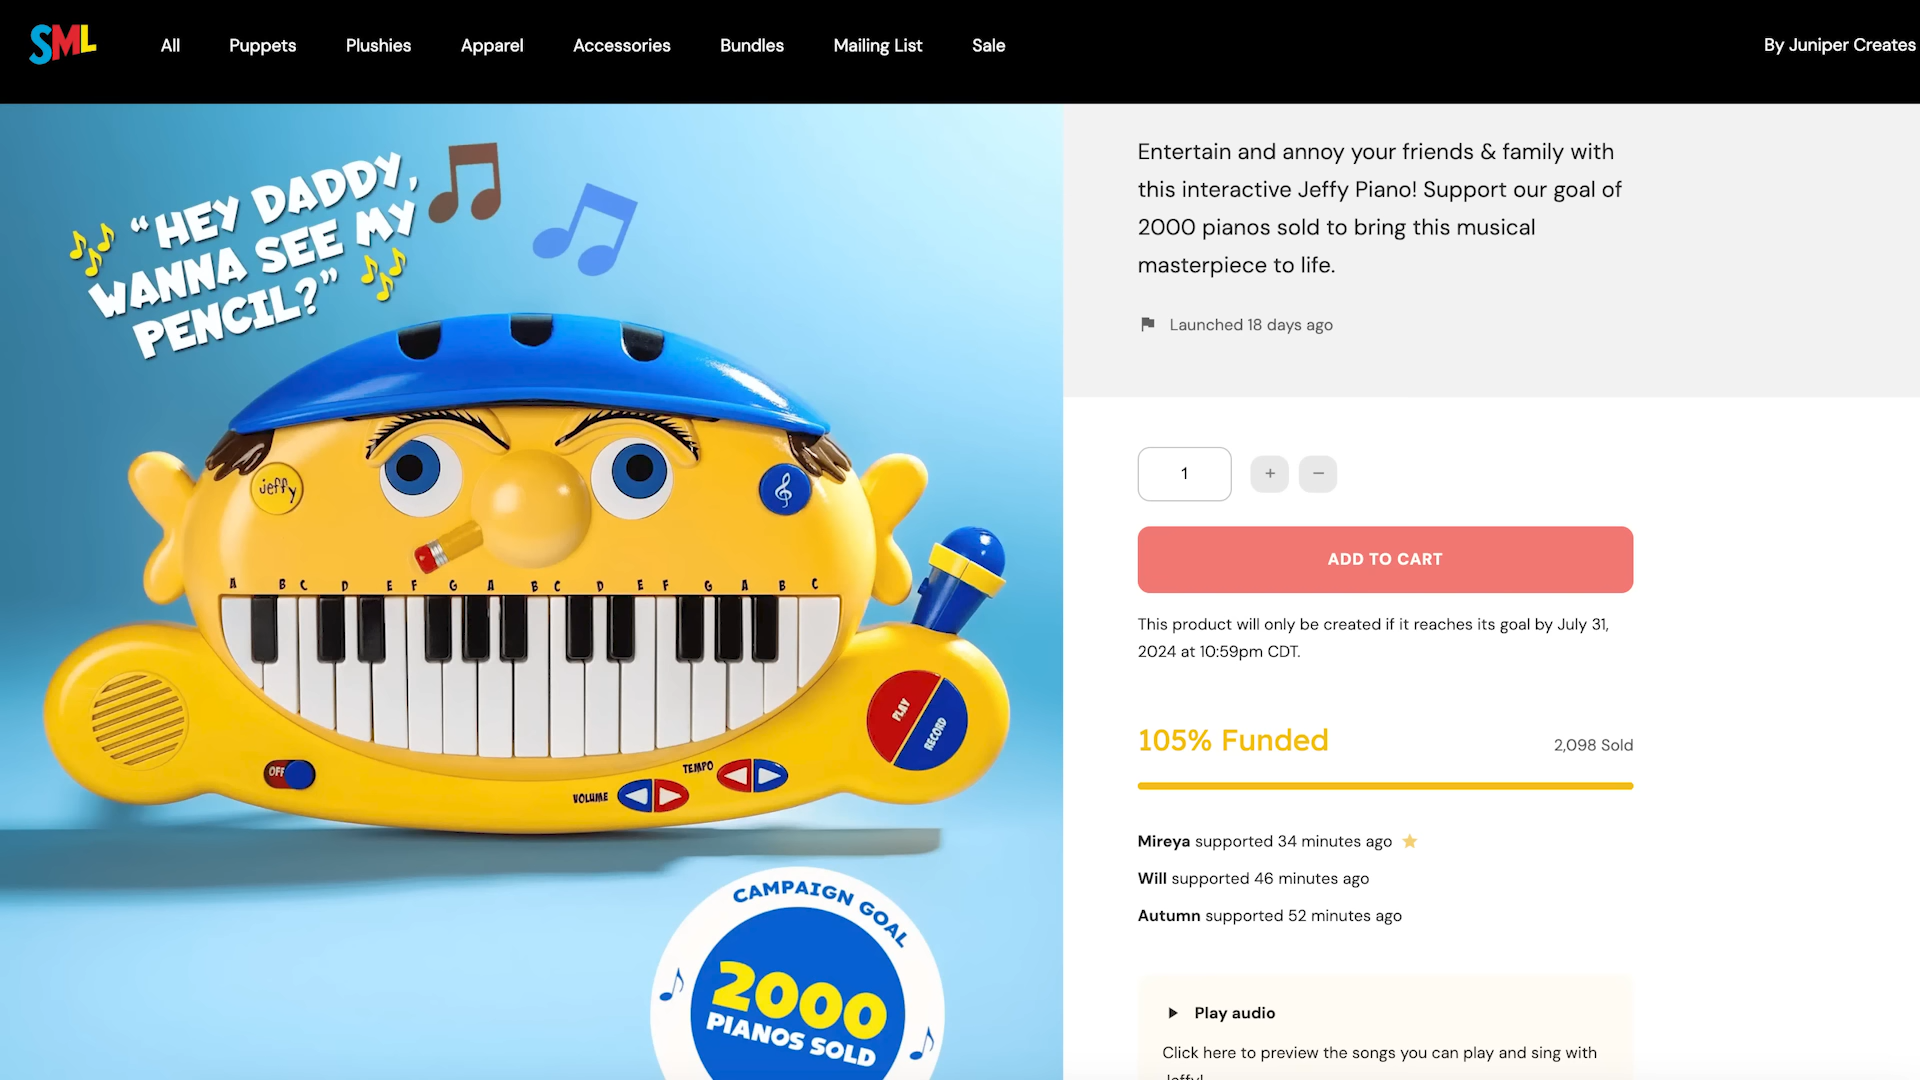 SML
All
Puppets
Plushies
Apparel
Accessories
Bundles
Mailing List
Sale
By Juniper Creates
"HEY DADDY,
WANNA SEE MY
PENCIL?"
jeffy
A B C D E F G A B C D E F G A B C
PLAY
RECORD
OFF
VOLUME
TEMPO
CAMPAIGN GOAL
2000
PIANOS SOLD
Entertain and annoy your friends & family with
this interactive Jeffy Piano! Support our goal of
2000 pianos sold to bring this musical
masterpiece to life.
Launched 18 days ago
1
+
−
ADD TO CART
This product will only be created if it reaches its goal by July 31,
2024 at 10:59pm CDT.
105% Funded
2,098 Sold
Mireya supported 34 minutes ago
Will supported 46 minutes ago
Autumn supported 52 minutes ago
Play audio
Click here to preview the songs you can play and sing with
Jeffy!